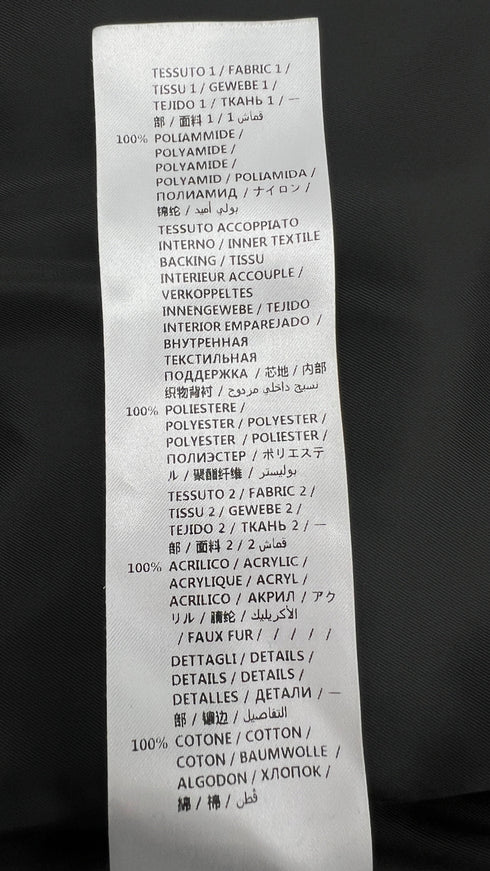 TESSUTO 1 / FABRIC 1 /
TISSU 1 / GEWEBE 1 /
TEJIDO 1 / ТКАНЬ 1 / 一
部 / 面料 1 / 1 قماش
100% POLIAMMIDE /
POLYAMIDE /
POLYAMIDE /
POLYAMID / POLIAMIDA /
ПОЛИАМИД / ナイロン /
锦纶 / بولي أميد
TESSUTO ACCOPPIATO
INTERNO / INNER TEXTILE
BACKING / TISSU
INTERIEUR ACCOUPLE /
VERKOPPELTES
INNENGEWEBE / TEJIDO
INTERIOR EMPAREJADO /
ВНУТРЕННАЯ
ТЕКСТИЛЬНАЯ
ПОДДЕРЖКА / 芯地 / 内部
织物背衬 / نسيج داخلي مزدوج
100% POLIESTERE /
POLYESTER / POLYESTER /
POLYESTER / POLIESTER /
ПОЛИЭСТЕР / ポリエステ
ル / 聚酯纤维 / بوليستر
TESSUTO 2 / FABRIC 2 /
TISSU 2 / GEWEBE 2 /
TEJIDO 2 / ТКАНЬ 2 / 一
部 / 面料 2 / 2 قماش
100% ACRILICO / ACRYLIC /
ACRYLIQUE / ACRYL /
ACRILICO / АКРИЛ / アク
リル / 腈纶 / الأكريليك
/ FAUX FUR / / / / /
DETTAGLI / DETAILS /
DETAILS / DETAILS /
DETALLES / ДЕТАЛИ / 一
部 / 镶边 / التفاصيل
100% COTONE / COTTON /
COTON / BAUMWOLLE /
ALGODON / ХЛОПОК /
綿 / 棉 / قطن